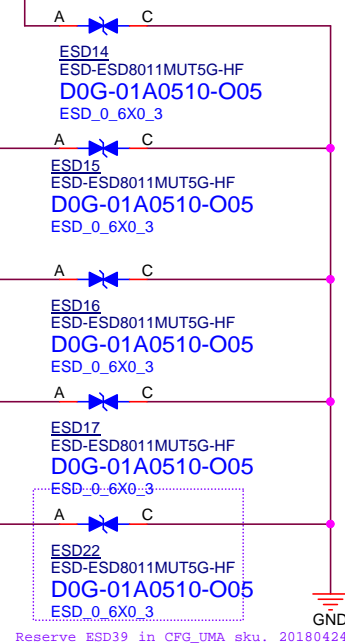 A C
ESD14
ESD-ESD8011MUT5G-HF
D0G-01A0510-O05
ESD_0_6X0_3
A C
ESD15
ESD-ESD8011MUT5G-HF
D0G-01A0510-O05
ESD_0_6X0_3
A C
ESD16
ESD-ESD8011MUT5G-HF
D0G-01A0510-O05
ESD_0_6X0_3
A C
ESD17
ESD-ESD8011MUT5G-HF
D0G-01A0510-O05
ESD_0_6X0_3
A C
ESD22
ESD-ESD8011MUT5G-HF
D0G-01A0510-O05
ESD_0_6X0_3
GND
Reserve ESD39 in CFG_UMA sku. 20180424